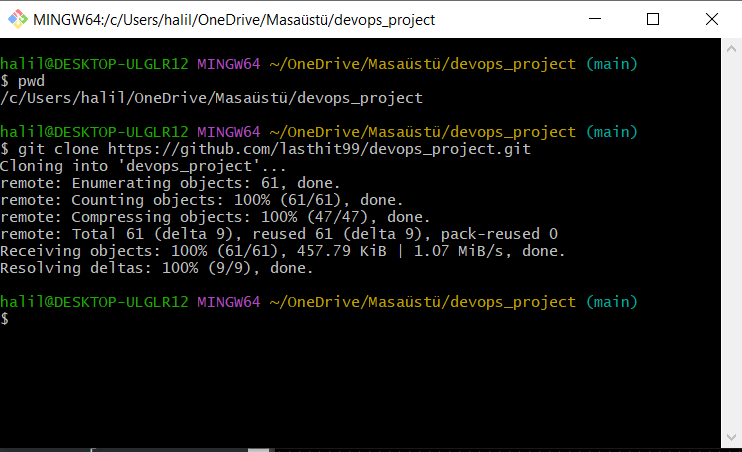 MINGW64:/c/Users/halil/OneDrive/Masaüstü/devops_project
halil@DESKTOP-ULGLR12 MINGW64 ~/OneDrive/Masaüstü/devops_project (main)
$ pwd
/c/Users/halil/OneDrive/Masaüstü/devops_project
halil@DESKTOP-ULGLR12 MINGW64 ~/OneDrive/Masaüstü/devops_project (main)
$ git clone https://github.com/lasthit99/devops_project.git
Cloning into 'devops_project'...
remote: Enumerating objects: 61, done.
remote: Counting objects: 100% (61/61), done.
remote: Compressing objects: 100% (47/47), done.
remote: Total 61 (delta 9), reused 61 (delta 9), pack-reused 0
Receiving objects: 100% (61/61), 457.79 KiB | 1.07 MiB/s, done.
Resolving deltas: 100% (9/9), done.
halil@DESKTOP-ULGLR12 MINGW64 ~/OneDrive/Masaüstü/devops_project (main)
$